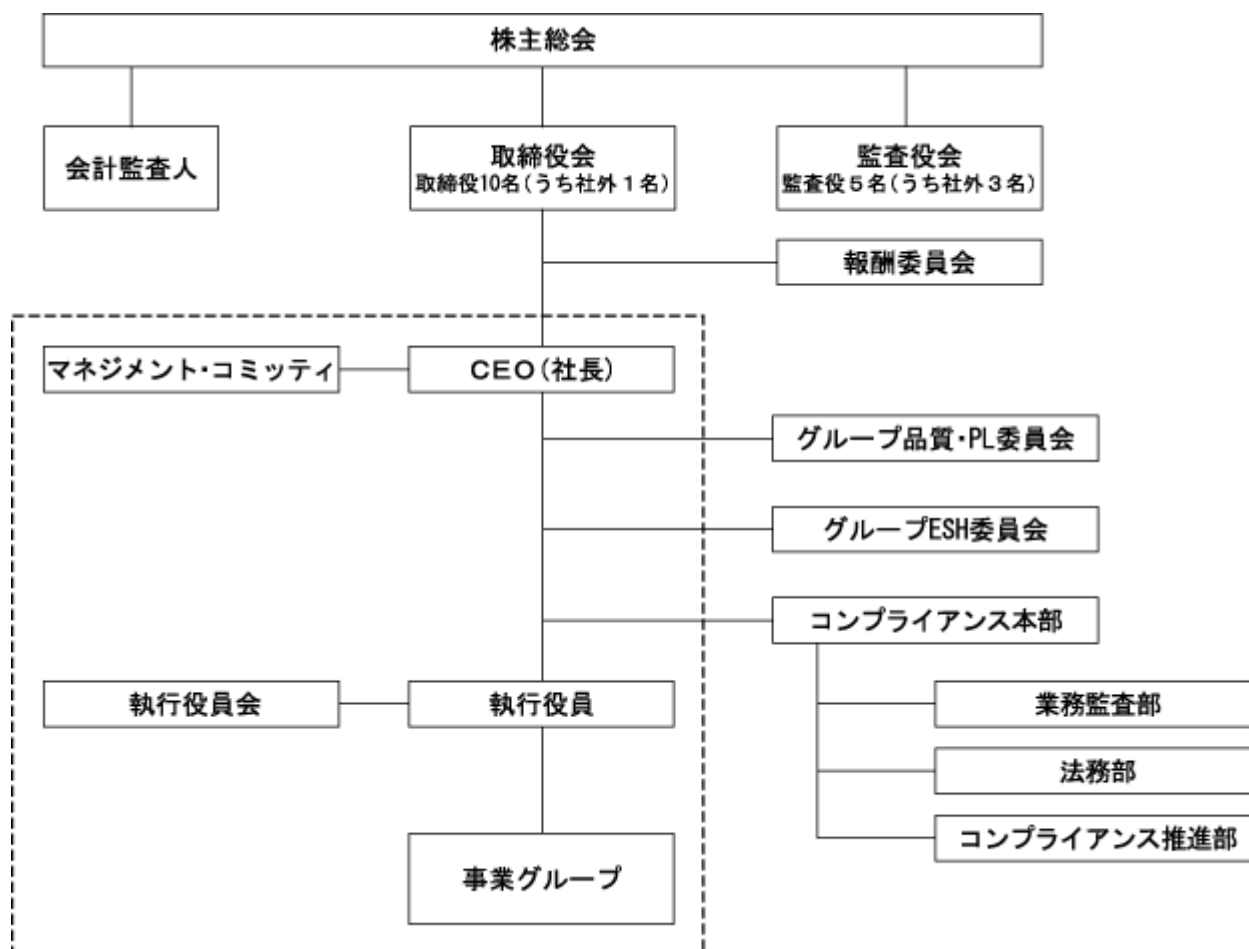 株主総会
会計監査人
取締役会
取締役10名(うち社外１名)
監査役会
監査役５名(うち社外３名)
報酬委員会
マネジメント・コミッティ
ＣＥＯ(社長)
グループ品質・PL委員会
グループESH委員会
コンプライアンス本部
執行役員会
執行役員
業務監査部
法務部
コンプライアンス推進部
事業グループ